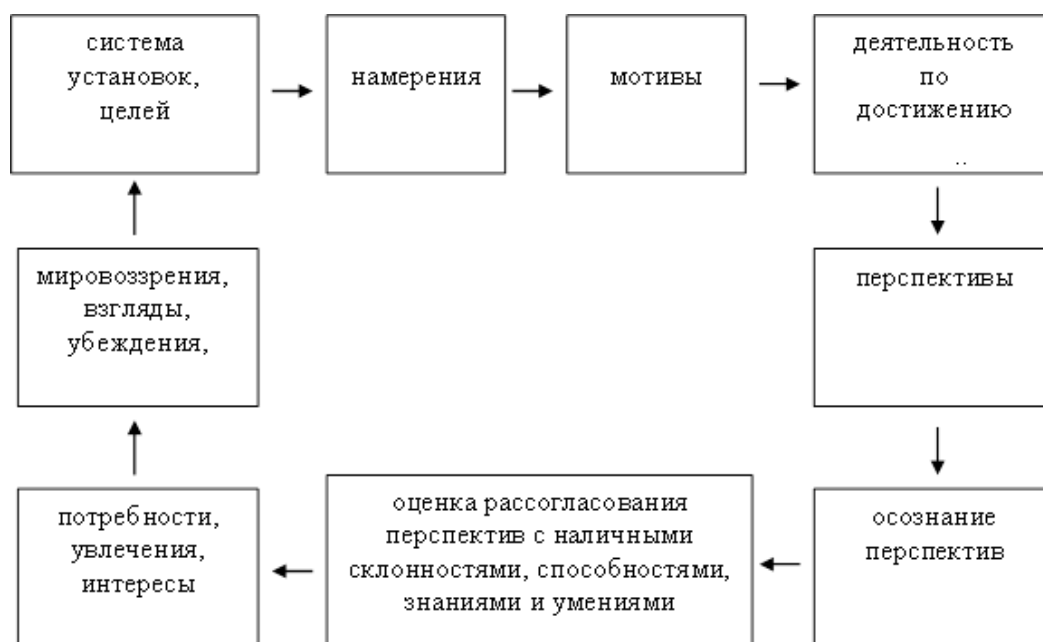 система
установок,
целей
намерения
мотивы
деятельность
по
достижению
..
мировоззрения,
взгляды,
убеждения,
перспективы
потребности,
увлечения,
интересы
оценка рассогласования
перспектив с наличными
склонностями, способностями,
знаниями и умениями
осознание
перспектив